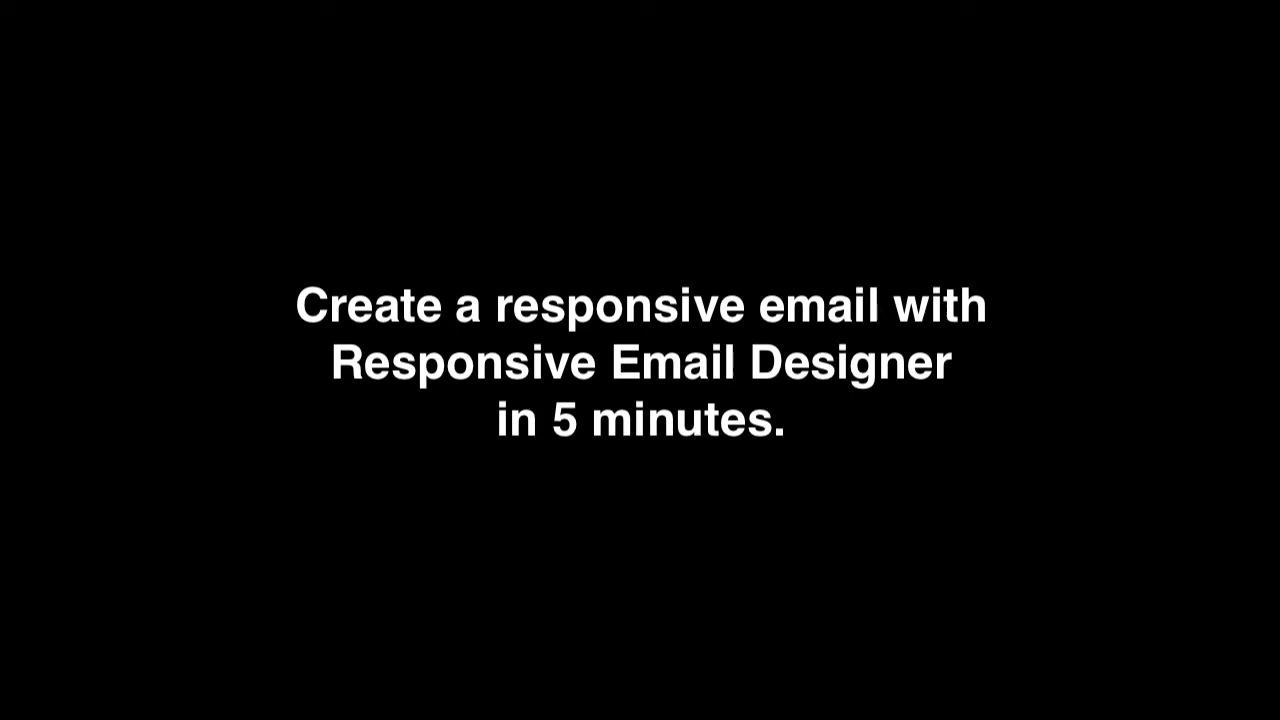 Create a responsive email with
Responsive Email Designer
in 5 minutes.